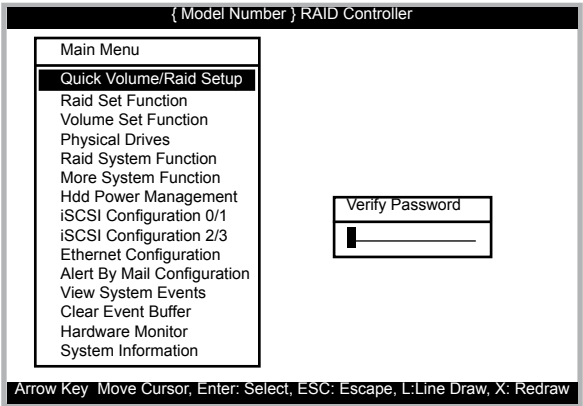 { Model Number } RAID Controller
Main Menu
Quick Volume/Raid Setup
Raid Set Function
Volume Set Function
Physical Drives
Raid System Function
More System Function
Hdd Power Management
iSCSI Configuration 0/1
iSCSI Configuration 2/3
Ethernet Configuration
Alert By Mail Configuration
View System Events
Clear Event Buffer
Hardware Monitor
System Information
Verify Password
Arrow Key Move Cursor, Enter: Select, ESC: Escape, L:Line Draw, X: Redraw